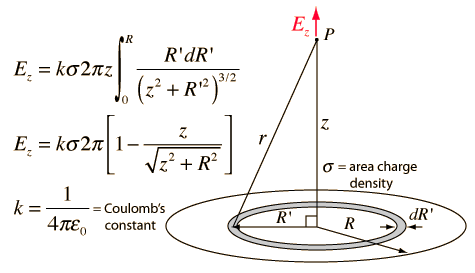 E_z = kσ2πz ∫₀ᴿ R'dR' / (z² + R'²)^{3/2}
E_z = kσ2π[1 − z / √(z² + R²)]
k = 1 / 4πε₀ = Coulomb's constant
E_z
P
r
z
σ = area charge
density
R'
R
dR'